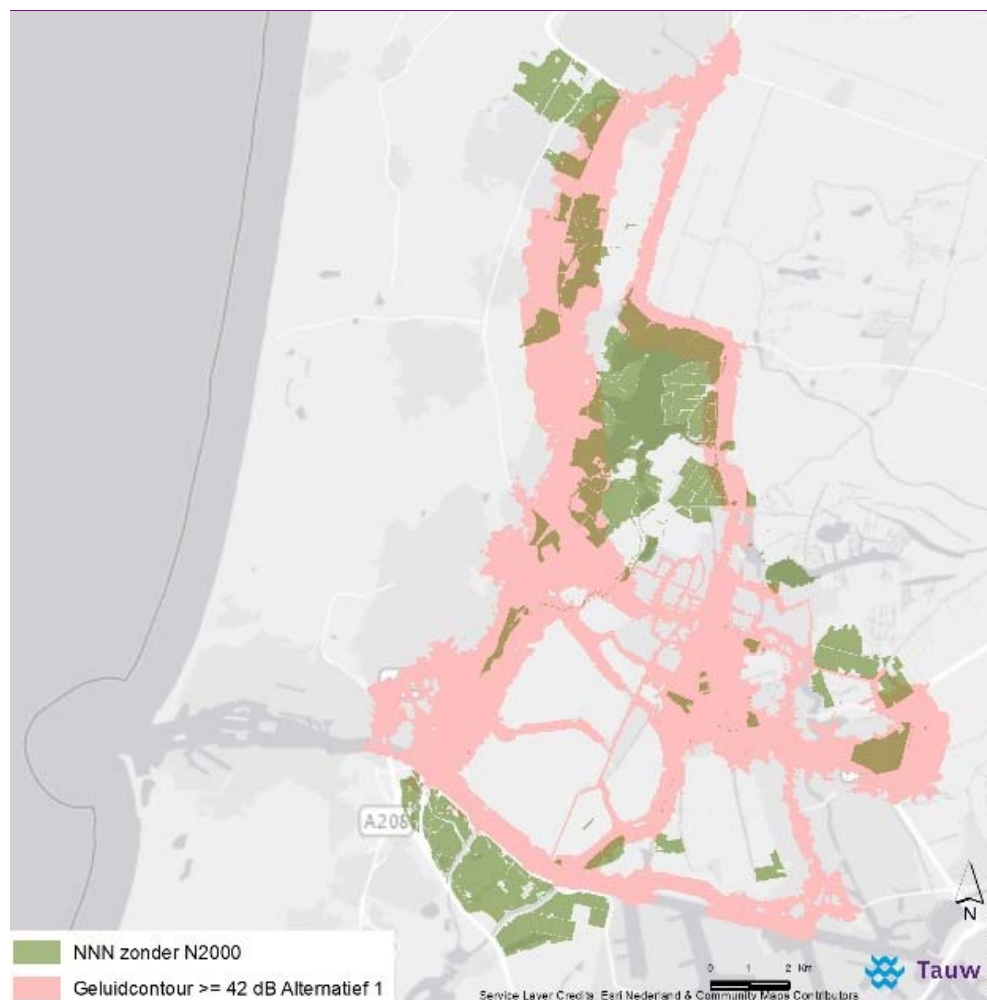 A208
N
NNN zonder N2000
Geluidcontour >= 42 dB Alternatief 1
0 1 2 Km
Tauw
Service Layer Credits: Esri Nederland & Community Maps Contributors